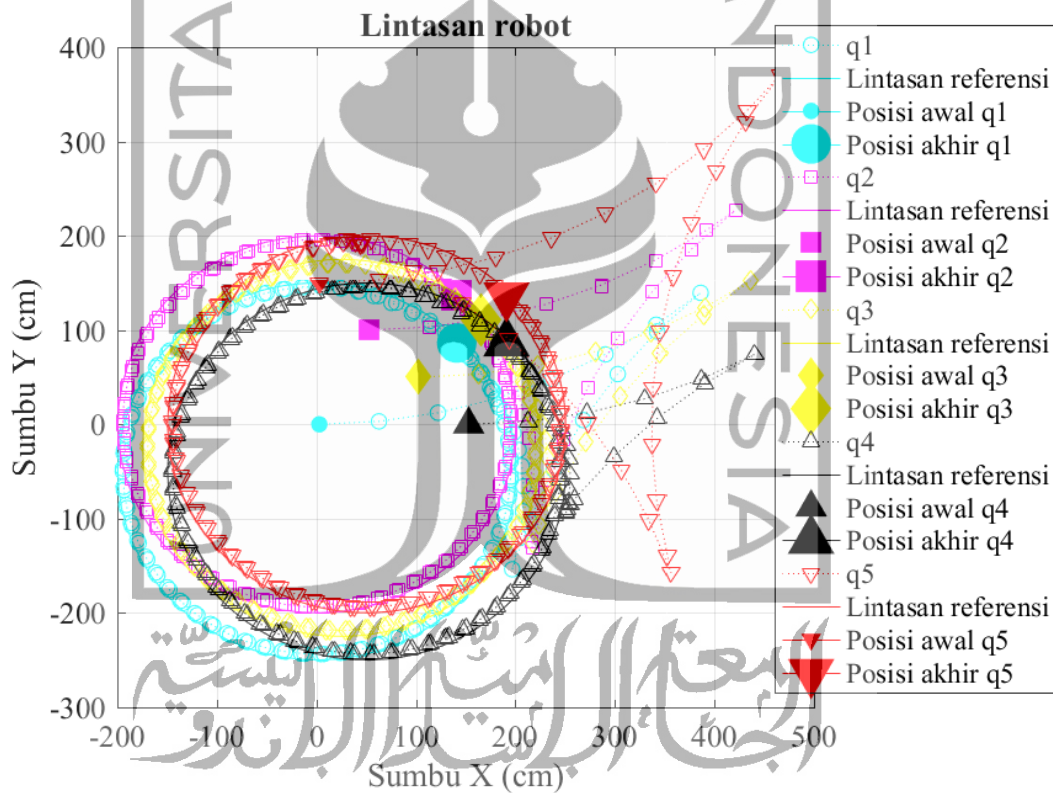 Lintasan robot
400
300
200
100
0
-100
-200
-300
-200
-100
0
100
200
300
400
500
Sumbu Y (cm)
Sumbu X (cm)
q1
Lintasan referensi
Posisi awal q1
Posisi akhir q1
q2
Lintasan referensi
Posisi awal q2
Posisi akhir q2
q3
Lintasan referensi
Posisi awal q3
Posisi akhir q3
q4
Lintasan referensi
Posisi awal q4
Posisi akhir q4
q5
Lintasan referensi
Posisi awal q5
Posisi akhir q5
UNIVERSITA
NDONESIA